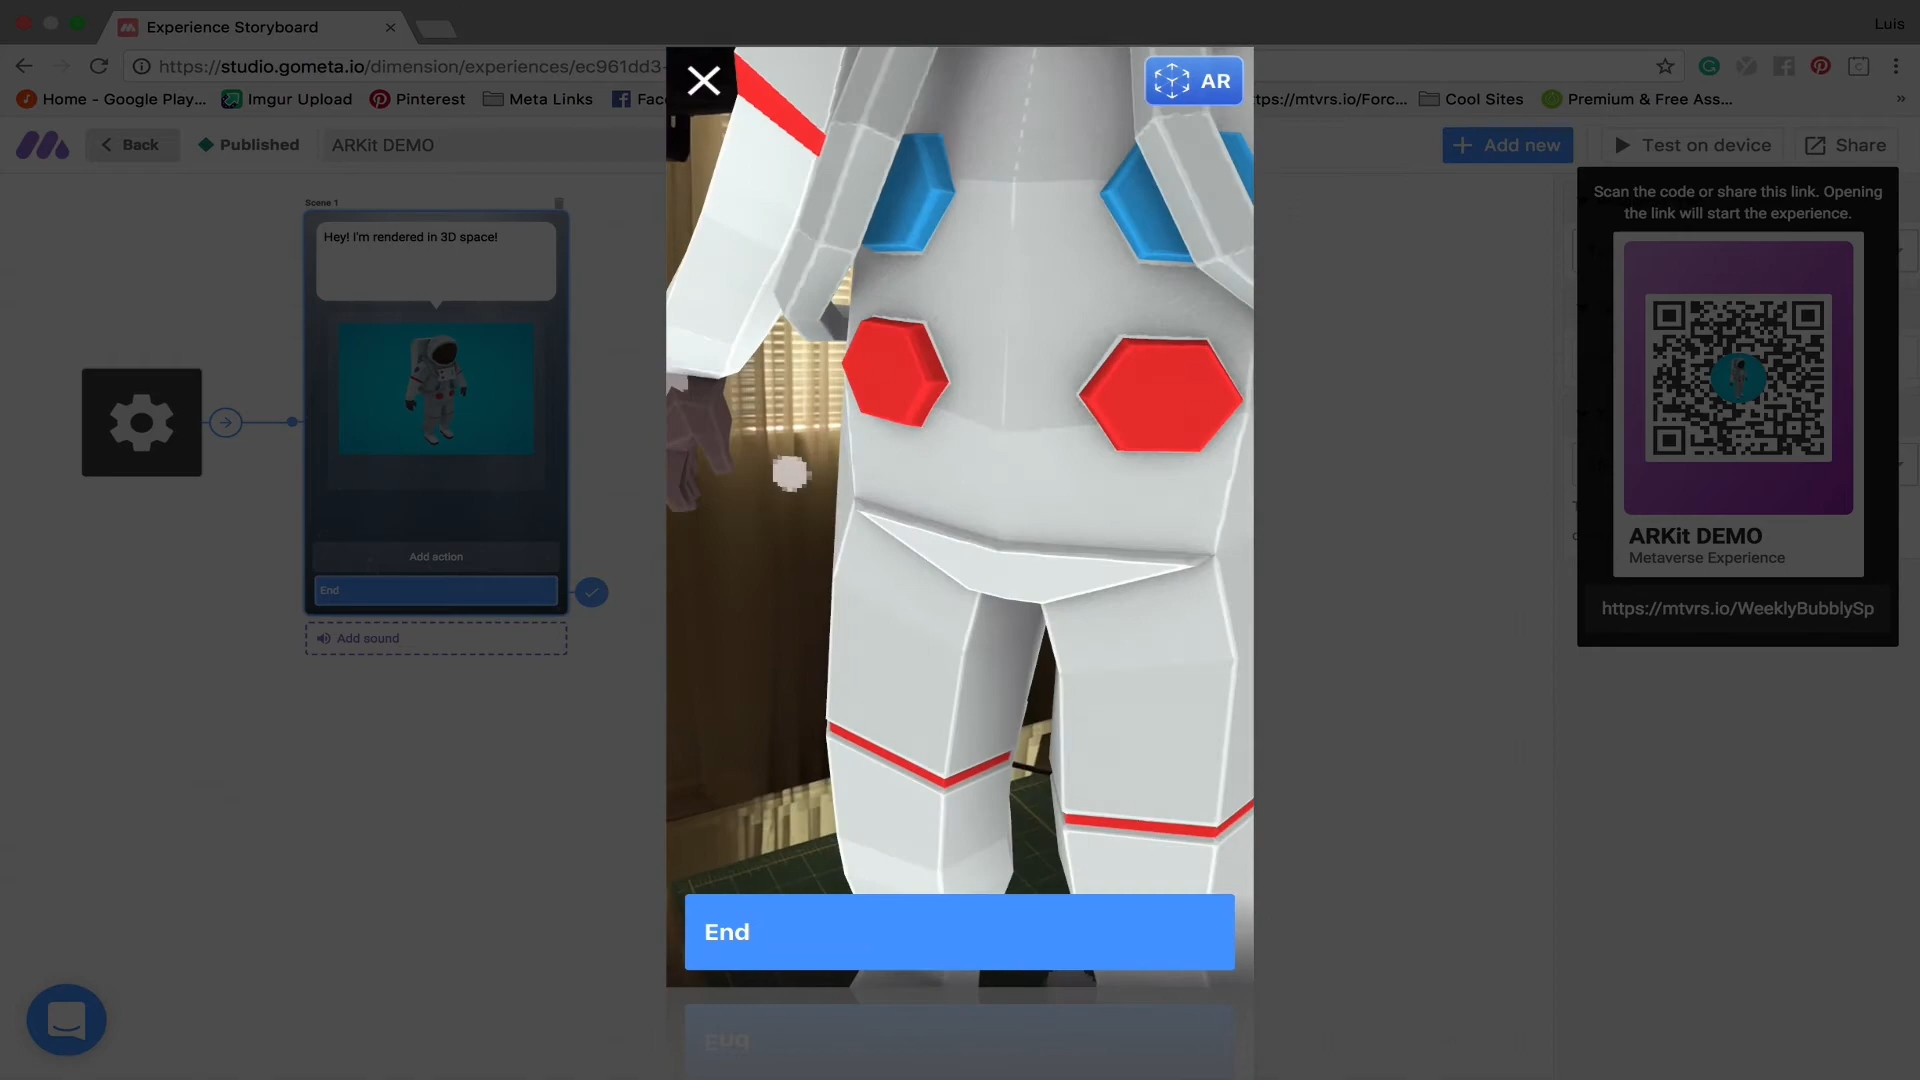 Experience Storyboard
Luis
https://studio.gometa.io/dimension/experiences/ec961dd3-
Home - Google Play...
Imgur Upload
Pinterest
Meta Links
ttps://mtvrs.io/Forc...
Cool Sites
Premium & Free Ass...
»
Back
Published
ARKit DEMO
AR
Add new
Test on device
Share
Scene 1
Hey! I'm rendered in 3D space!
Add action
End
Add sound
End
Scan the code or share this link. Opening
the link will start the experience.
ARKit DEMO
Metaverse Experience
https://mtvrs.io/WeeklyBubblySp